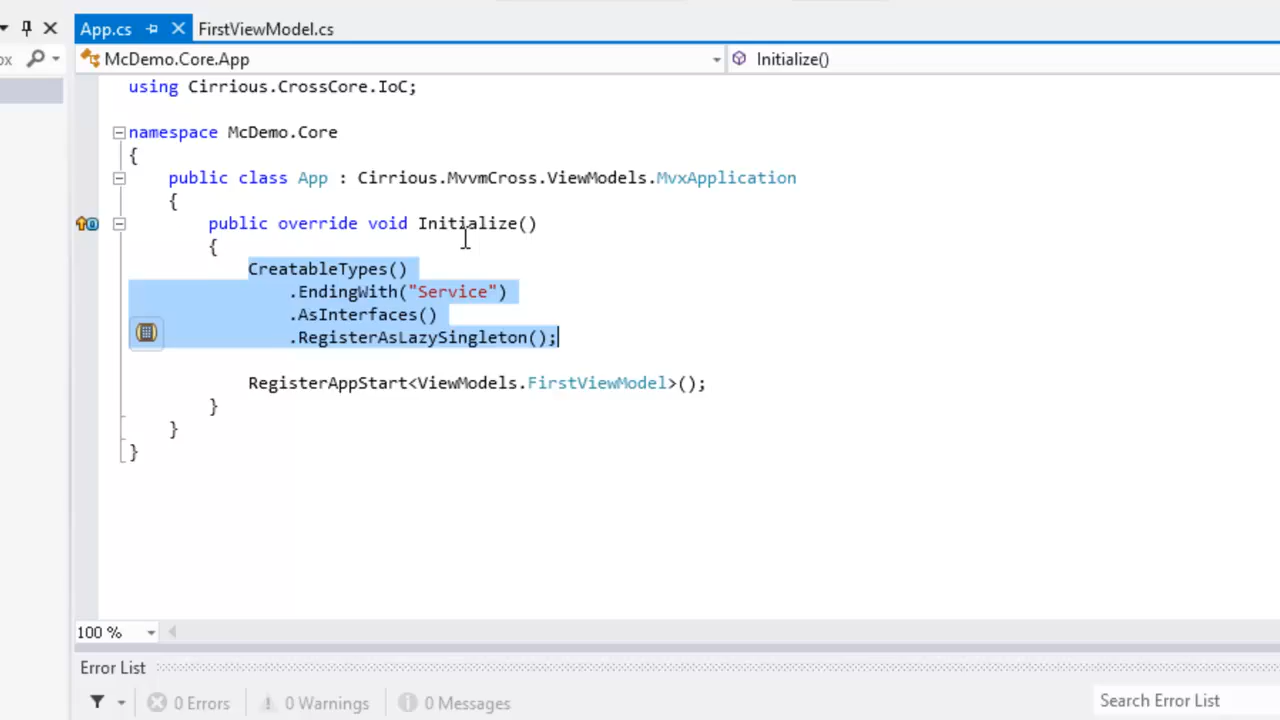 App.cs FirstViewModel.cs
ox McDemo.Core.App Initialize()
using Cirrious.CrossCore.IoC;
namespace McDemo.Core
{
public class App : Cirrious.MvvmCross.ViewModels.MvxApplication
{
public override void Initialize()
{
CreatableTypes()
.EndingWith("Service")
.AsInterfaces()
.RegisterAsLazySingleton();
RegisterAppStart<ViewModels.FirstViewModel>();
}
}
}
100 %
Error List
0 Errors 0 Warnings 0 Messages Search Error List